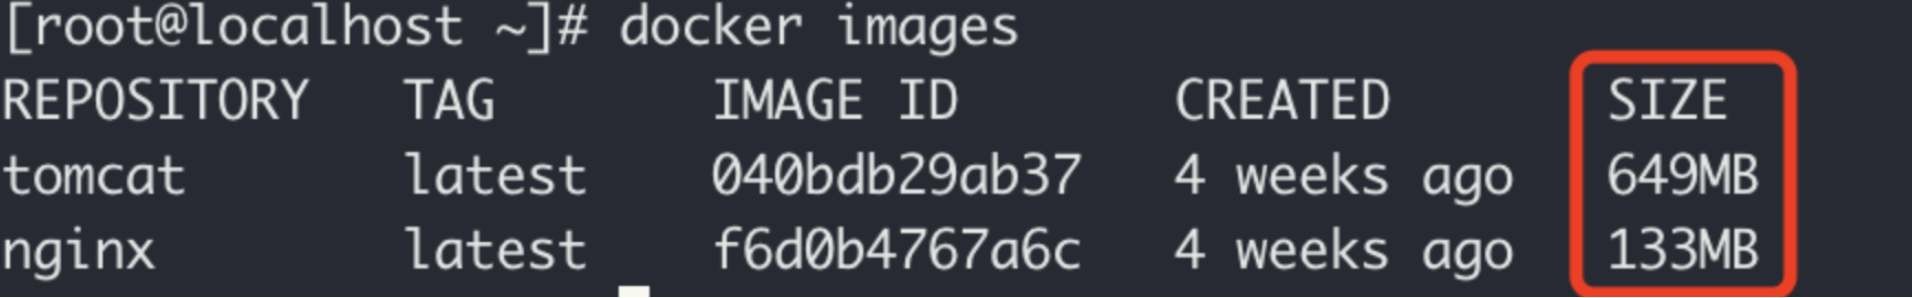 [root@localhost ~]# docker images
REPOSITORY TAG IMAGE ID CREATED SIZE
tomcat latest 040bdb29ab37 4 weeks ago 649MB
nginx latest f6d0b4767a6c 4 weeks ago 133MB